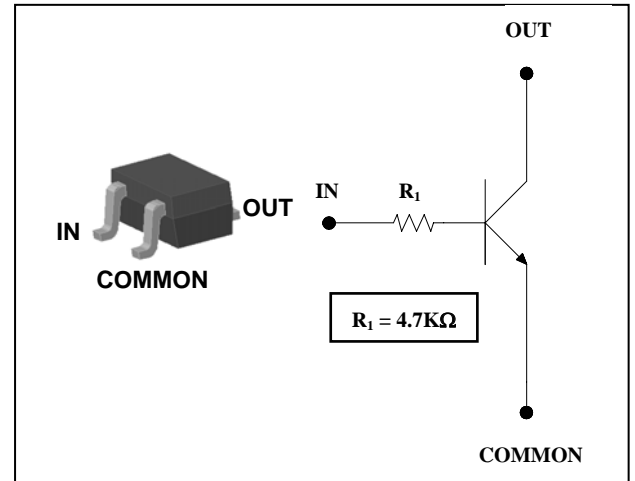 OUT
IN
R₁
OUT
IN
COMMON
R₁ = 4.7KΩ
COMMON